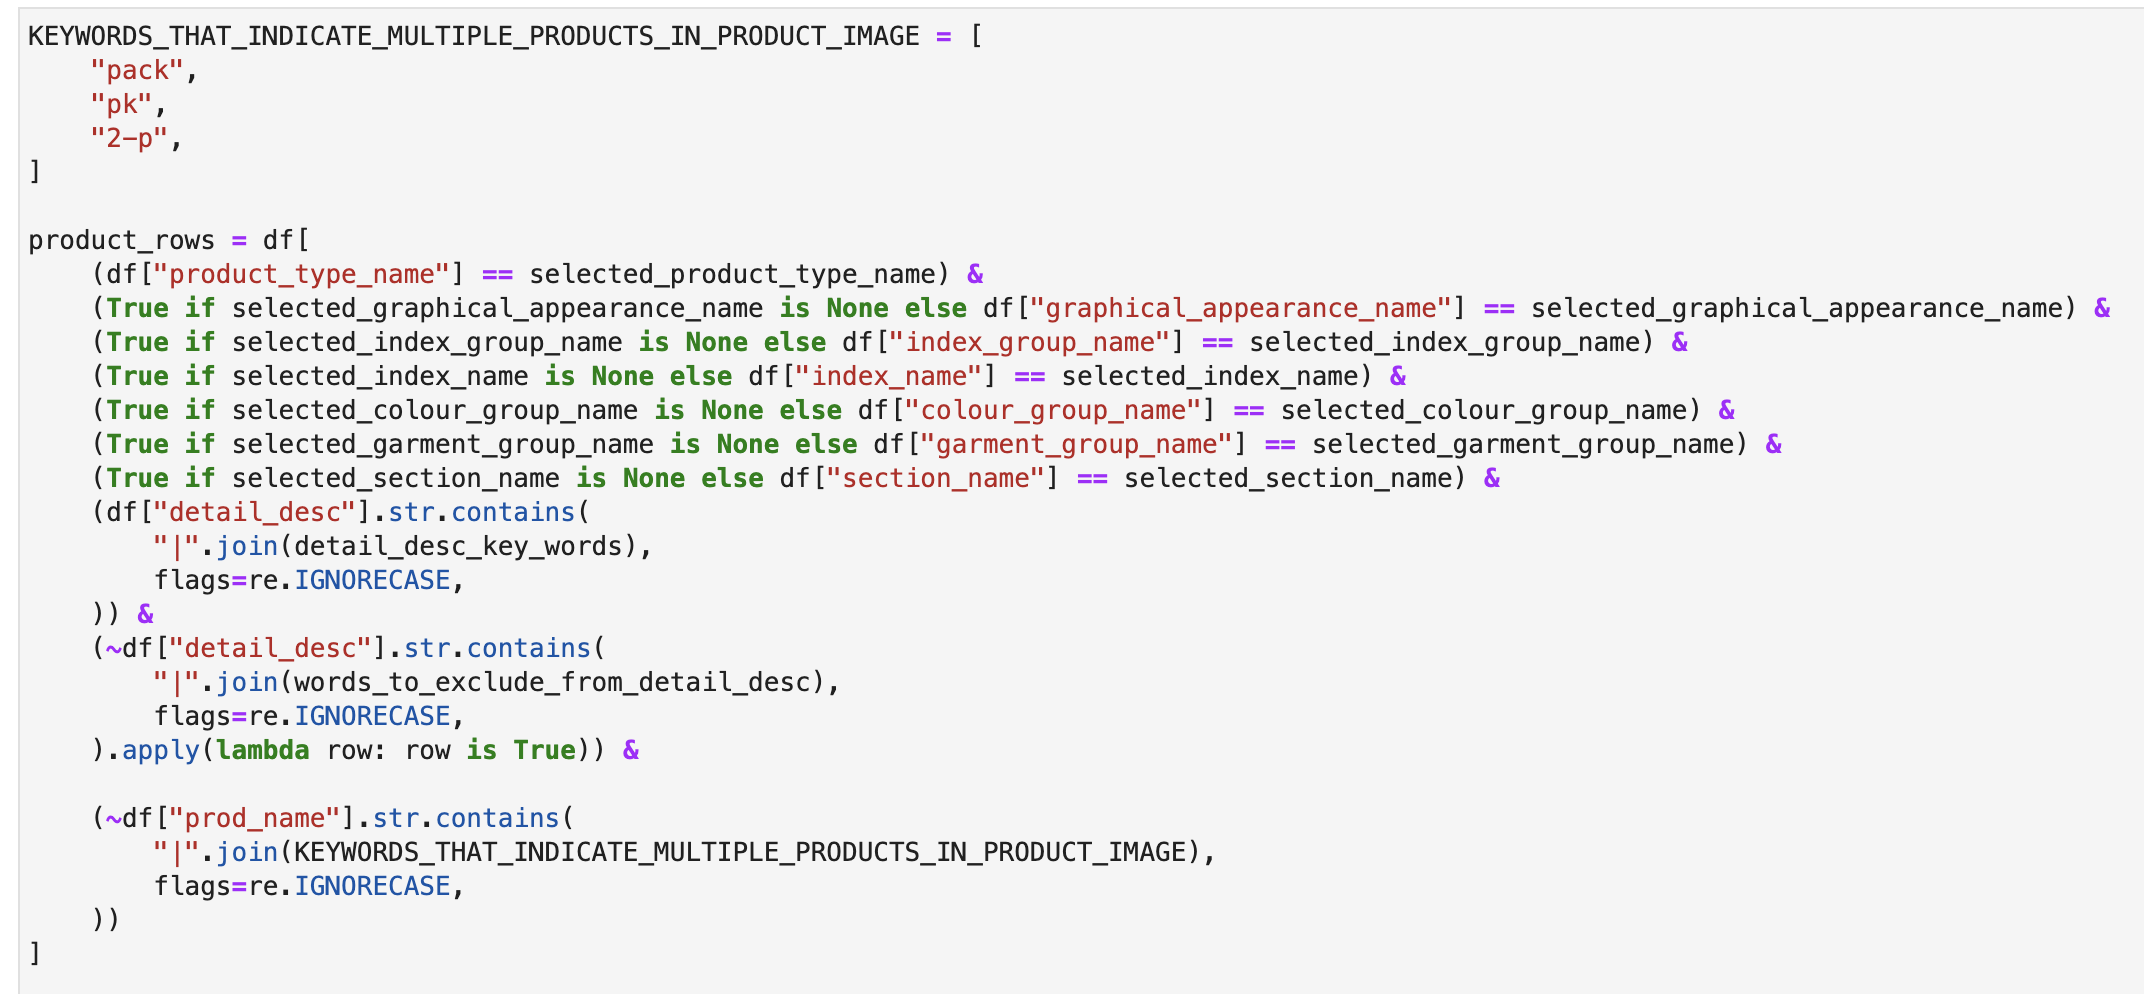 KEYWORDS_THAT_INDICATE_MULTIPLE_PRODUCTS_IN_PRODUCT_IMAGE = [
    "pack",
    "pk",
    "2-p",
]

product_rows = df[
    (df["product_type_name"] == selected_product_type_name) &
    (True if selected_graphical_appearance_name is None else df["graphical_appearance_name"] == selected_graphical_appearance_name) &
    (True if selected_index_group_name is None else df["index_group_name"] == selected_index_group_name) &
    (True if selected_index_name is None else df["index_name"] == selected_index_name) &
    (True if selected_colour_group_name is None else df["colour_group_name"] == selected_colour_group_name) &
    (True if selected_garment_group_name is None else df["garment_group_name"] == selected_garment_group_name) &
    (True if selected_section_name is None else df["section_name"] == selected_section_name) &
    (df["detail_desc"].str.contains(
        "|".join(detail_desc_key_words),
        flags=re.IGNORECASE,
    )) &
    (~df["detail_desc"].str.contains(
        "|".join(words_to_exclude_from_detail_desc),
        flags=re.IGNORECASE,
    ).apply(lambda row: row is True)) &

    (~df["prod_name"].str.contains(
        "|".join(KEYWORDS_THAT_INDICATE_MULTIPLE_PRODUCTS_IN_PRODUCT_IMAGE),
        flags=re.IGNORECASE,
    ))
]